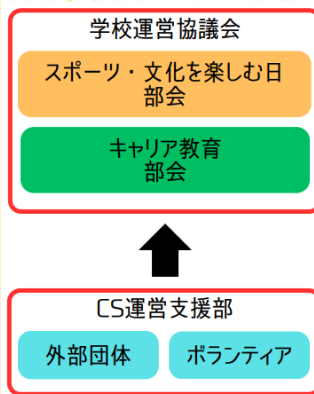 学校運営協議会
スポーツ・文化を楽しむ日
部会
キャリア教育
部会
CS運営支援部
外部団体
ボランティア